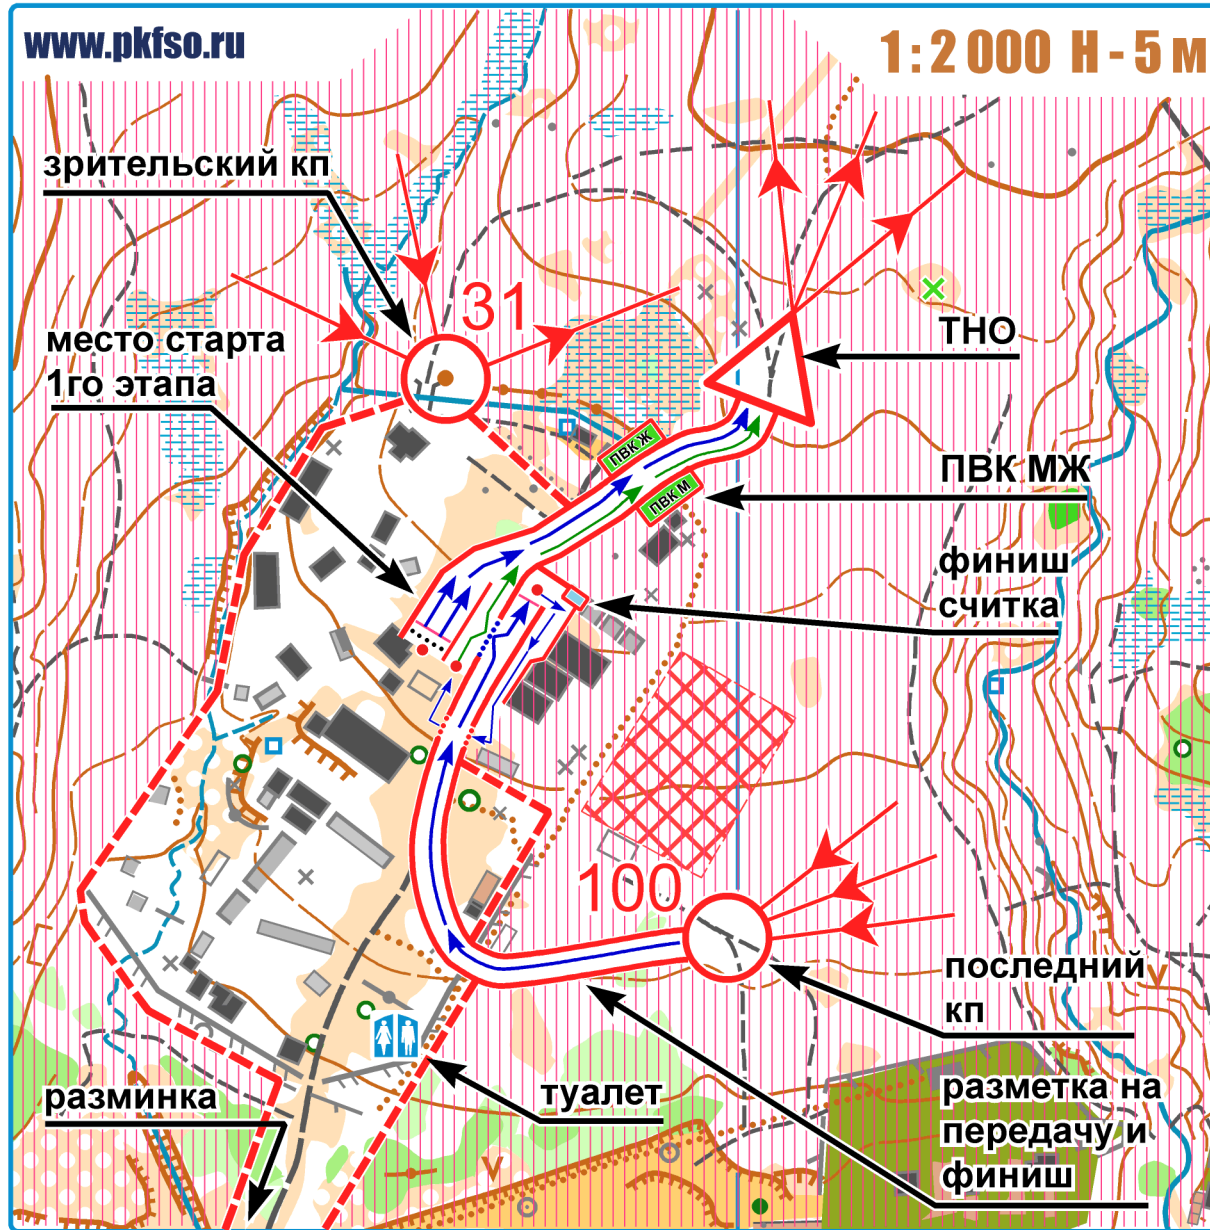 www.pkfso.ru
1:2 000 Н - 5 м
зрительский кп
31
место старта
1го этапа
ТНО
ПВК Ж
ПВК М
ПВК МЖ
финиш
считка
100
последний
кп
разминка
туалет
разметка на
передачу и
финиш